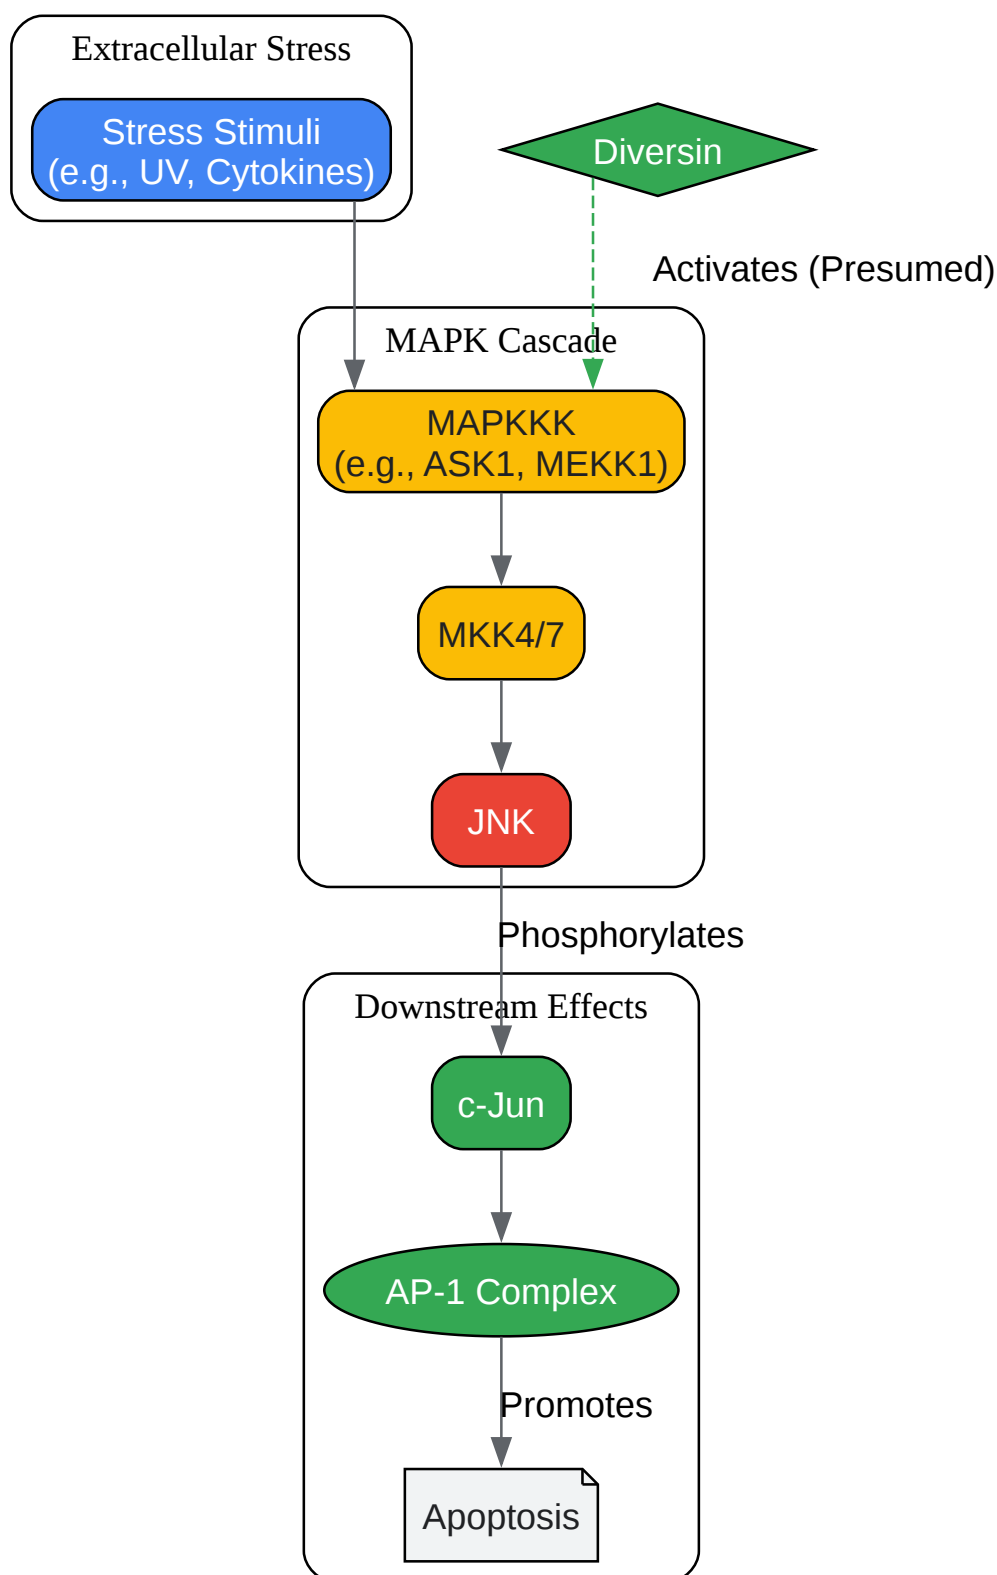 Extracellular Stress
Stress Stimuli
(e.g., UV, Cytokines)
Diversin
Activates (Presumed)
MAPK Cascade
MAPKKK
(e.g., ASK1, MEKK1)
MKK4/7
JNK
Phosphorylates
Downstream Effects
c-Jun
AP-1 Complex
Promotes
Apoptosis